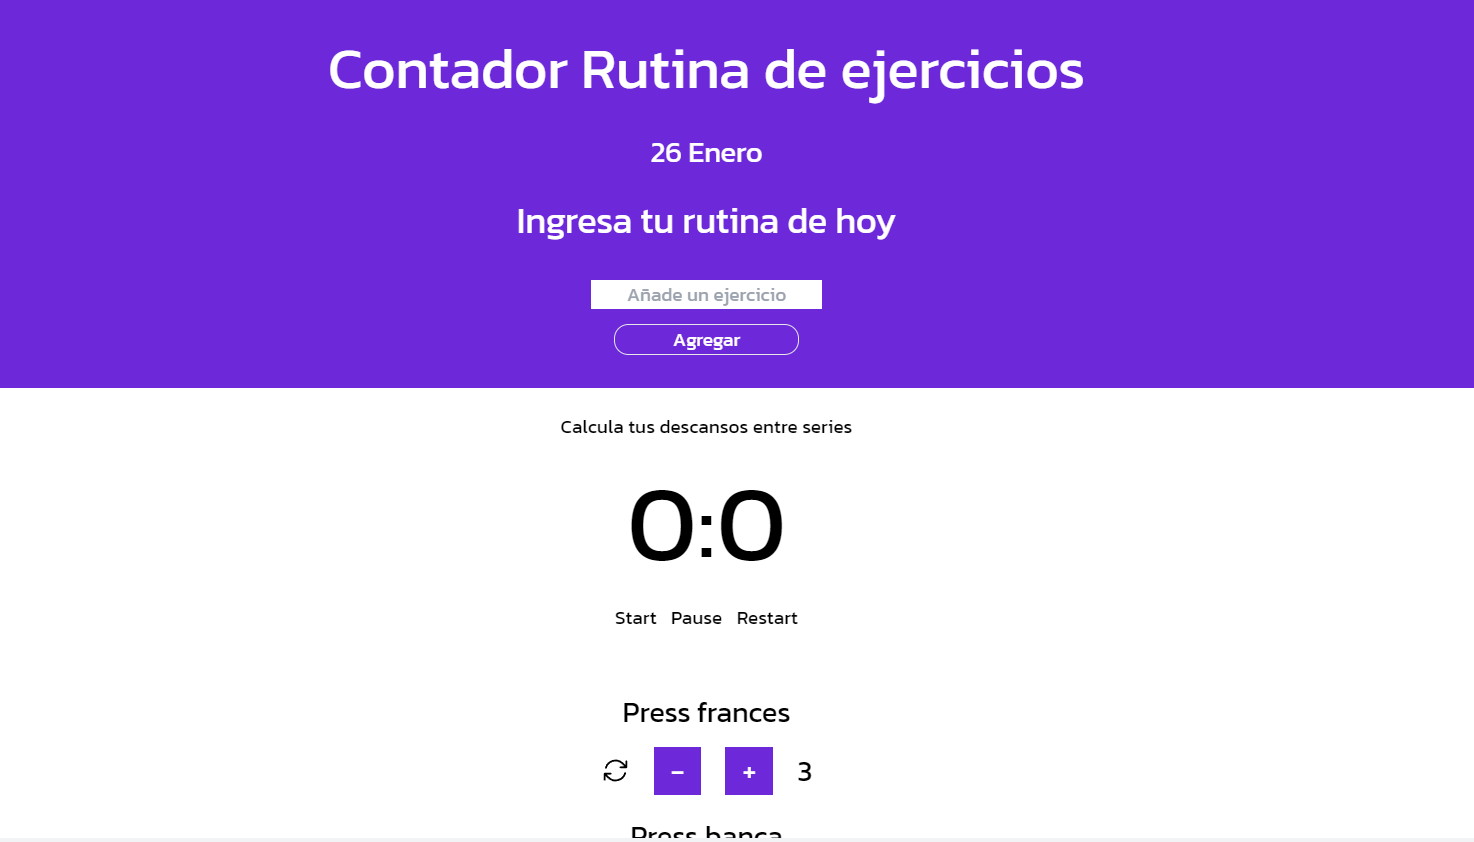 Contador Rutina de ejercicios
26 Enero
Ingresa tu rutina de hoy
Añade un ejercicio
Agregar
Calcula tus descansos entre series
0:0
Start Pause Restart
Press frances
- + 3
Press banca